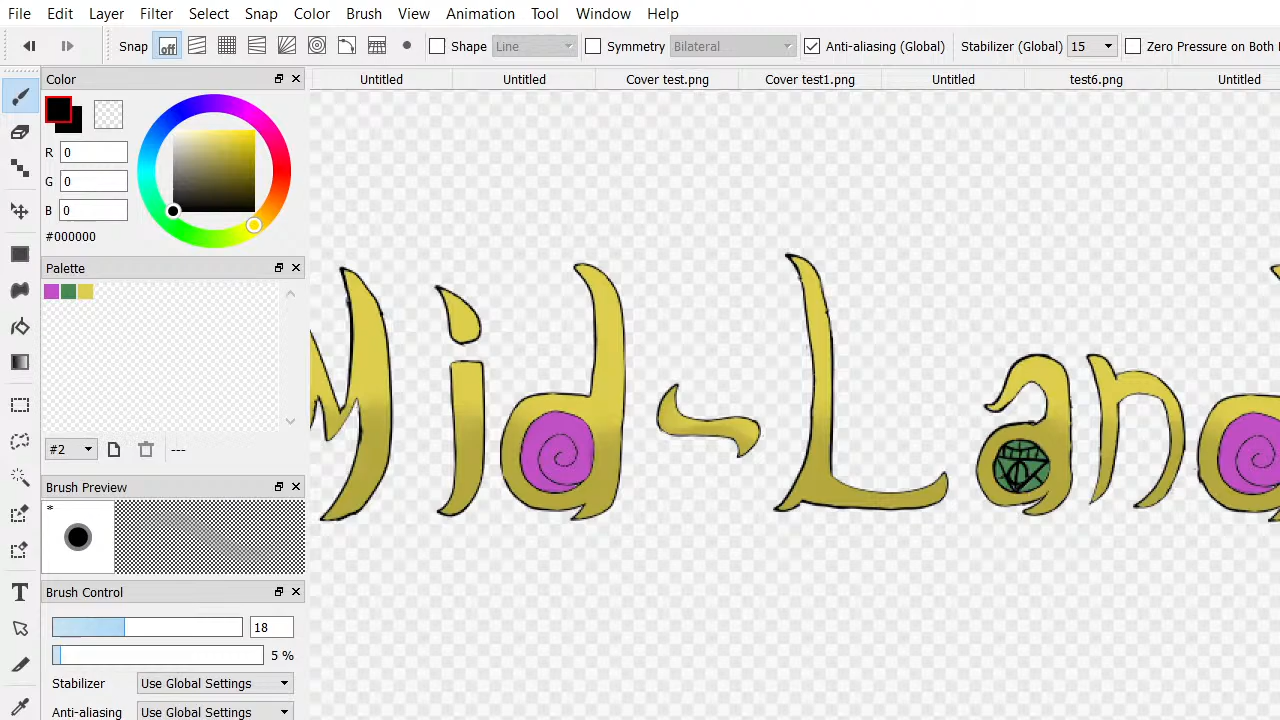 File Edit Layer Filter Select Snap Color Brush View Animation Tool Window Help
Snap off Shape Line Symmetry Bilateral Anti-aliasing (Global) Stabilizer (Global) 15 Zero Pressure on Both
Color Untitled Untitled Cover test.png Cover test1.png Untitled test6.png Untitled
R 0
G 0
B 0
#000000
Palette
Mid~Land
#2 ---
Brush Preview
*
Brush Control
18
5 %
Stabilizer Use Global Settings
Anti-aliasing Use Global Settings